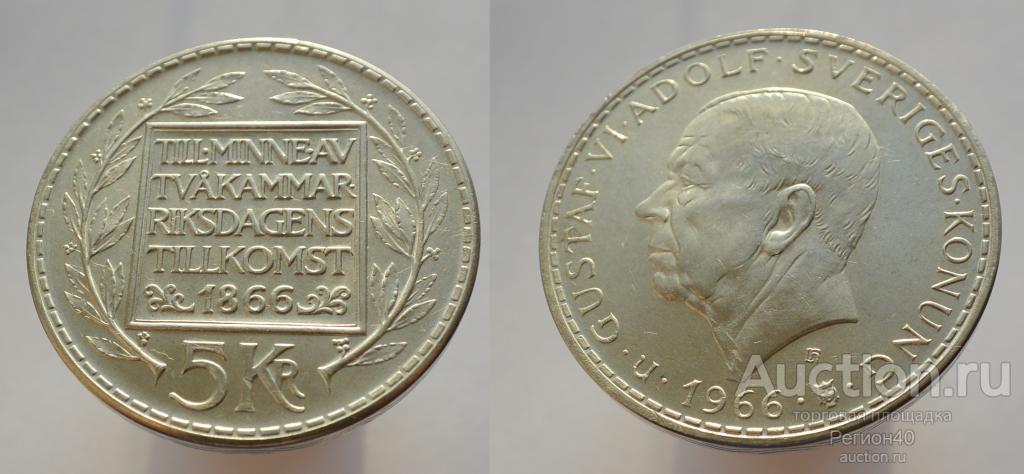 TILL·MINNE·AV
TVÅKAMMAR·
RIKSDAGENS
TILLKOMST
1866
5 KR
GUSTAF·VI·ADOLF·SVERIGES·KONUNG
·u·1966·
Auction.ru
торговая площадка
Регион40
auction.ru